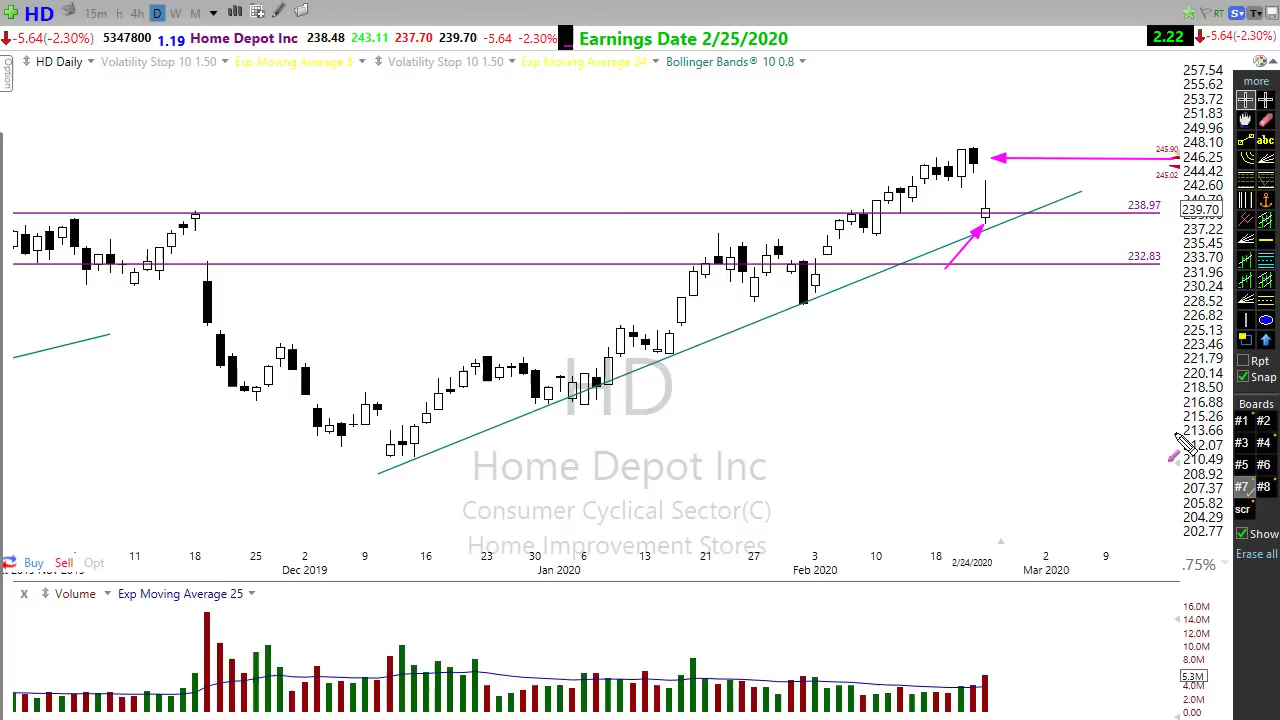 HD 15m h 4h D W M RT S T
-5.64(-2.30%) 5347800 1.19 Home Depot Inc 238.48 243.11 237.70 239.70 -5.64 -2.30% Earnings Date 2/25/2020 2.22 -5.64(-2.30%)
Option
HD Daily Volatility Stop 10 1.50 Exp Moving Average 8 Volatility Stop 10 1.50 Exp Moving Average 34 Bollinger Bands® 10 0.8
257.54
255.62
253.72
251.83
249.96
248.10
246.25
244.42
242.60
239.70
237.22
235.45
233.70
231.96
230.24
228.52
226.82
225.13
223.46
221.79
220.14
218.50
216.88
215.26
213.66
212.07
210.49
208.92
207.37
205.82
204.29
202.77
245.90
245.02
238.97
232.83
HD
Home Depot Inc
Consumer Cyclical Sector(C)
Home Improvement Stores
more
abc
Rpt
Snap
Boards
#1 #2
#3 #4
#5 #6
#7 #8
scr
Show
Erase all
Buy Sell Opt
11 18 25 2 9 16 23 30 6 13 21 27 3 10 18 2/24/2020 2 9
Dec 2019 Jan 2020 Feb 2020 Mar 2020
.75%
x Volume Exp Moving Average 25
16.0M
14.0M
12.0M
10.0M
8.0M
5.3M
4.0M
2.0M
0.00